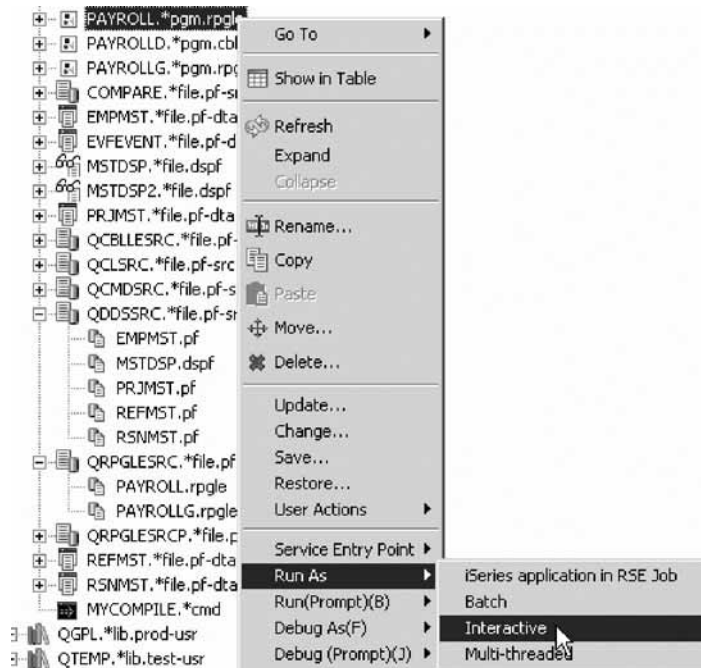 PAYROLL.*pgm.rpgle
PAYROLLD.*pgm.cbl
PAYROLLG.*pgm.rpg
COMPARE.*file.pf-sr
EMPMST.*file.pf-dta
EVFEVENT.*file.pf-d
MSTDSP.*file.dspf
MSTDSP2.*file.dspf
PRJMST.*file.pf-dta
QCBLLESRC.*file.pf-
QCLSRC.*file.pf-src
QCMDSRC.*file.pf-s
QDDSSRC.*file.pf-sr
EMPMST.pf
MSTDSP.dspf
PRJMST.pf
REFMST.pf
RSNMST.pf
QRPGLESRC.*file.pf
PAYROLL.rpgle
PAYROLLG.rpgle
QRPGLESRCP.*file.p
REFMST.*file.pf-dta
RSNMST.*file.pf-dta
MYCOMPILE.*cmd
QGPL.*lib.prod-usr
QTEMP.*lib.test-usr
Go To
Show in Table
Refresh
Expand
Collapse
Rename...
Copy
Paste
Move...
Delete...
Update...
Change...
Save...
Restore...
User Actions
Service Entry Point
Run As
Run(Prompt)(B)
Debug As(F)
Debug (Prompt)(J)
iSeries application in RSE Job
Batch
Interactive
Multi-threaded